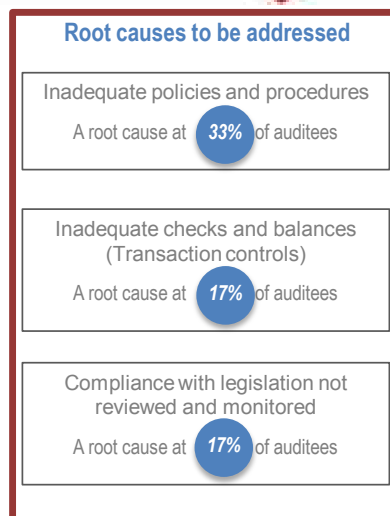 Root causes to be addressed
Inadequate policies and procedures
A root cause at 33% of auditees
Inadequate checks and balances
(Transaction controls)
A root cause at 17% of auditees
Compliance with legislation not
reviewed and monitored
A root cause at 17% of auditees